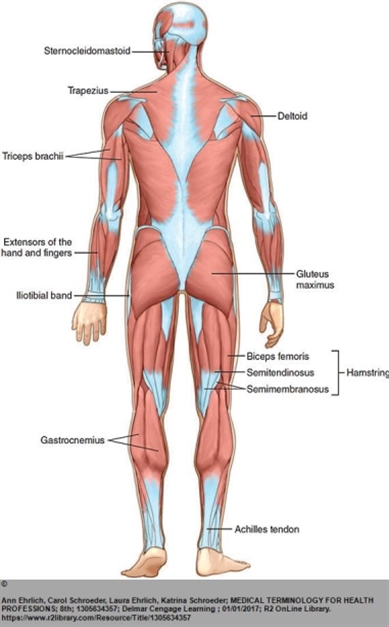 Sternocleidomastoid
Trapezius
Deltoid
Triceps brachii
Extensors of the
hand and fingers
Gluteus
maximus
Iliotibial band
Biceps femoris
Semitendinosus
Hamstring
Semimembranosus
Gastrocnemius
Achilles tendon
©
Ann Ehrlich, Carol Schroeder, Laura Ehrlich, Katrina Schroeder; MEDICAL TERMINOLOGY FOR HEALTH
PROFESSIONS; 8th; 1305634357; Delmar Cengage Learning ; 01/01/2017; R2 OnLine Library.
https://www.r2library.com/Resource/Title/1305634357